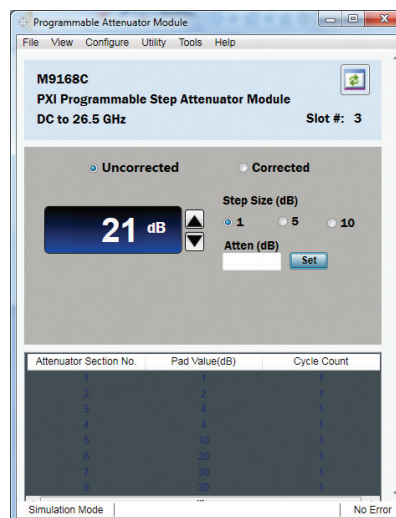 Programmable Attenuator Module
File View Configure Utility Tools Help
M9168C
PXI Programmable Step Attenuator Module
DC to 26.5 GHz Slot #: 3
Uncorrected Corrected
21 dB
Step Size (dB)
1 5 10
Atten (dB)
Set
Attenuator Section No. Pad Value(dB) Cycle Count
1 1 1
2 2 1
3 4 1
4 4 1
5 10 1
6 20 1
7 30 1
8 30 1
Simulation Mode No Error